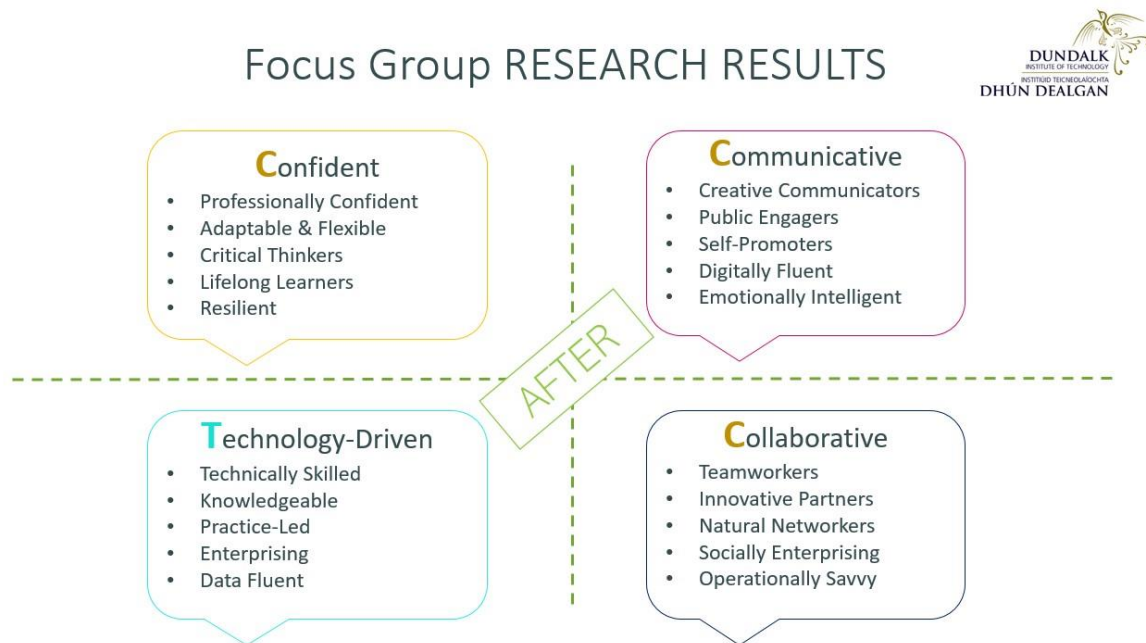 Focus Group RESEARCH RESULTS
DUNDALK
INSTITUTE OF TECHNOLOGY
INSTITIÚID TEICNEOLAÍOCHTA
DHÚN DEALGAN
Confident
• Professionally Confident
• Adaptable & Flexible
• Critical Thinkers
• Lifelong Learners
• Resilient
Communicative
• Creative Communicators
• Public Engagers
• Self-Promoters
• Digitally Fluent
• Emotionally Intelligent
AFTER
Technology-Driven
• Technically Skilled
• Knowledgeable
• Practice-Led
• Enterprising
• Data Fluent
Collaborative
• Teamworkers
• Innovative Partners
• Natural Networkers
• Socially Enterprising
• Operationally Savvy